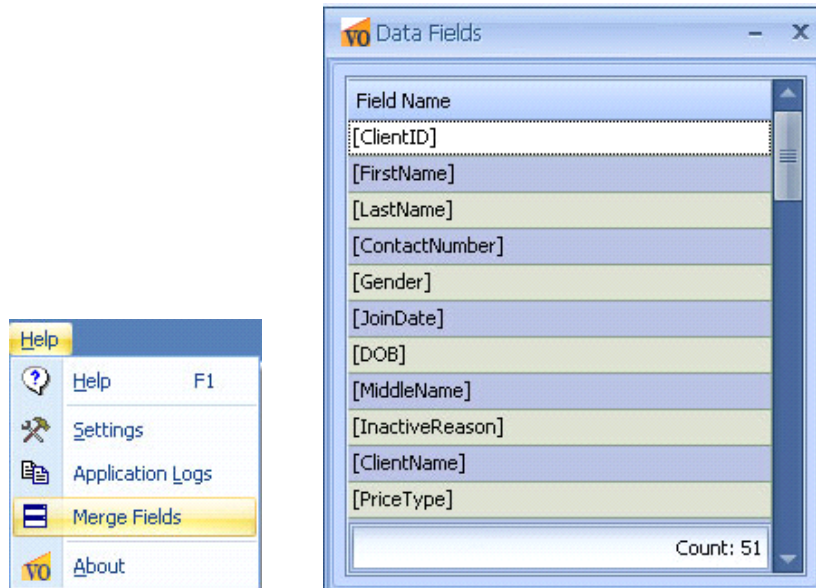 Help
Help F1
Settings
Application Logs
Merge Fields
VO About
VO Data Fields
Field Name
[ClientID]
[FirstName]
[LastName]
[ContactNumber]
[Gender]
[JoinDate]
[DOB]
[MiddleName]
[InactiveReason]
[ClientName]
[PriceType]
Count: 51